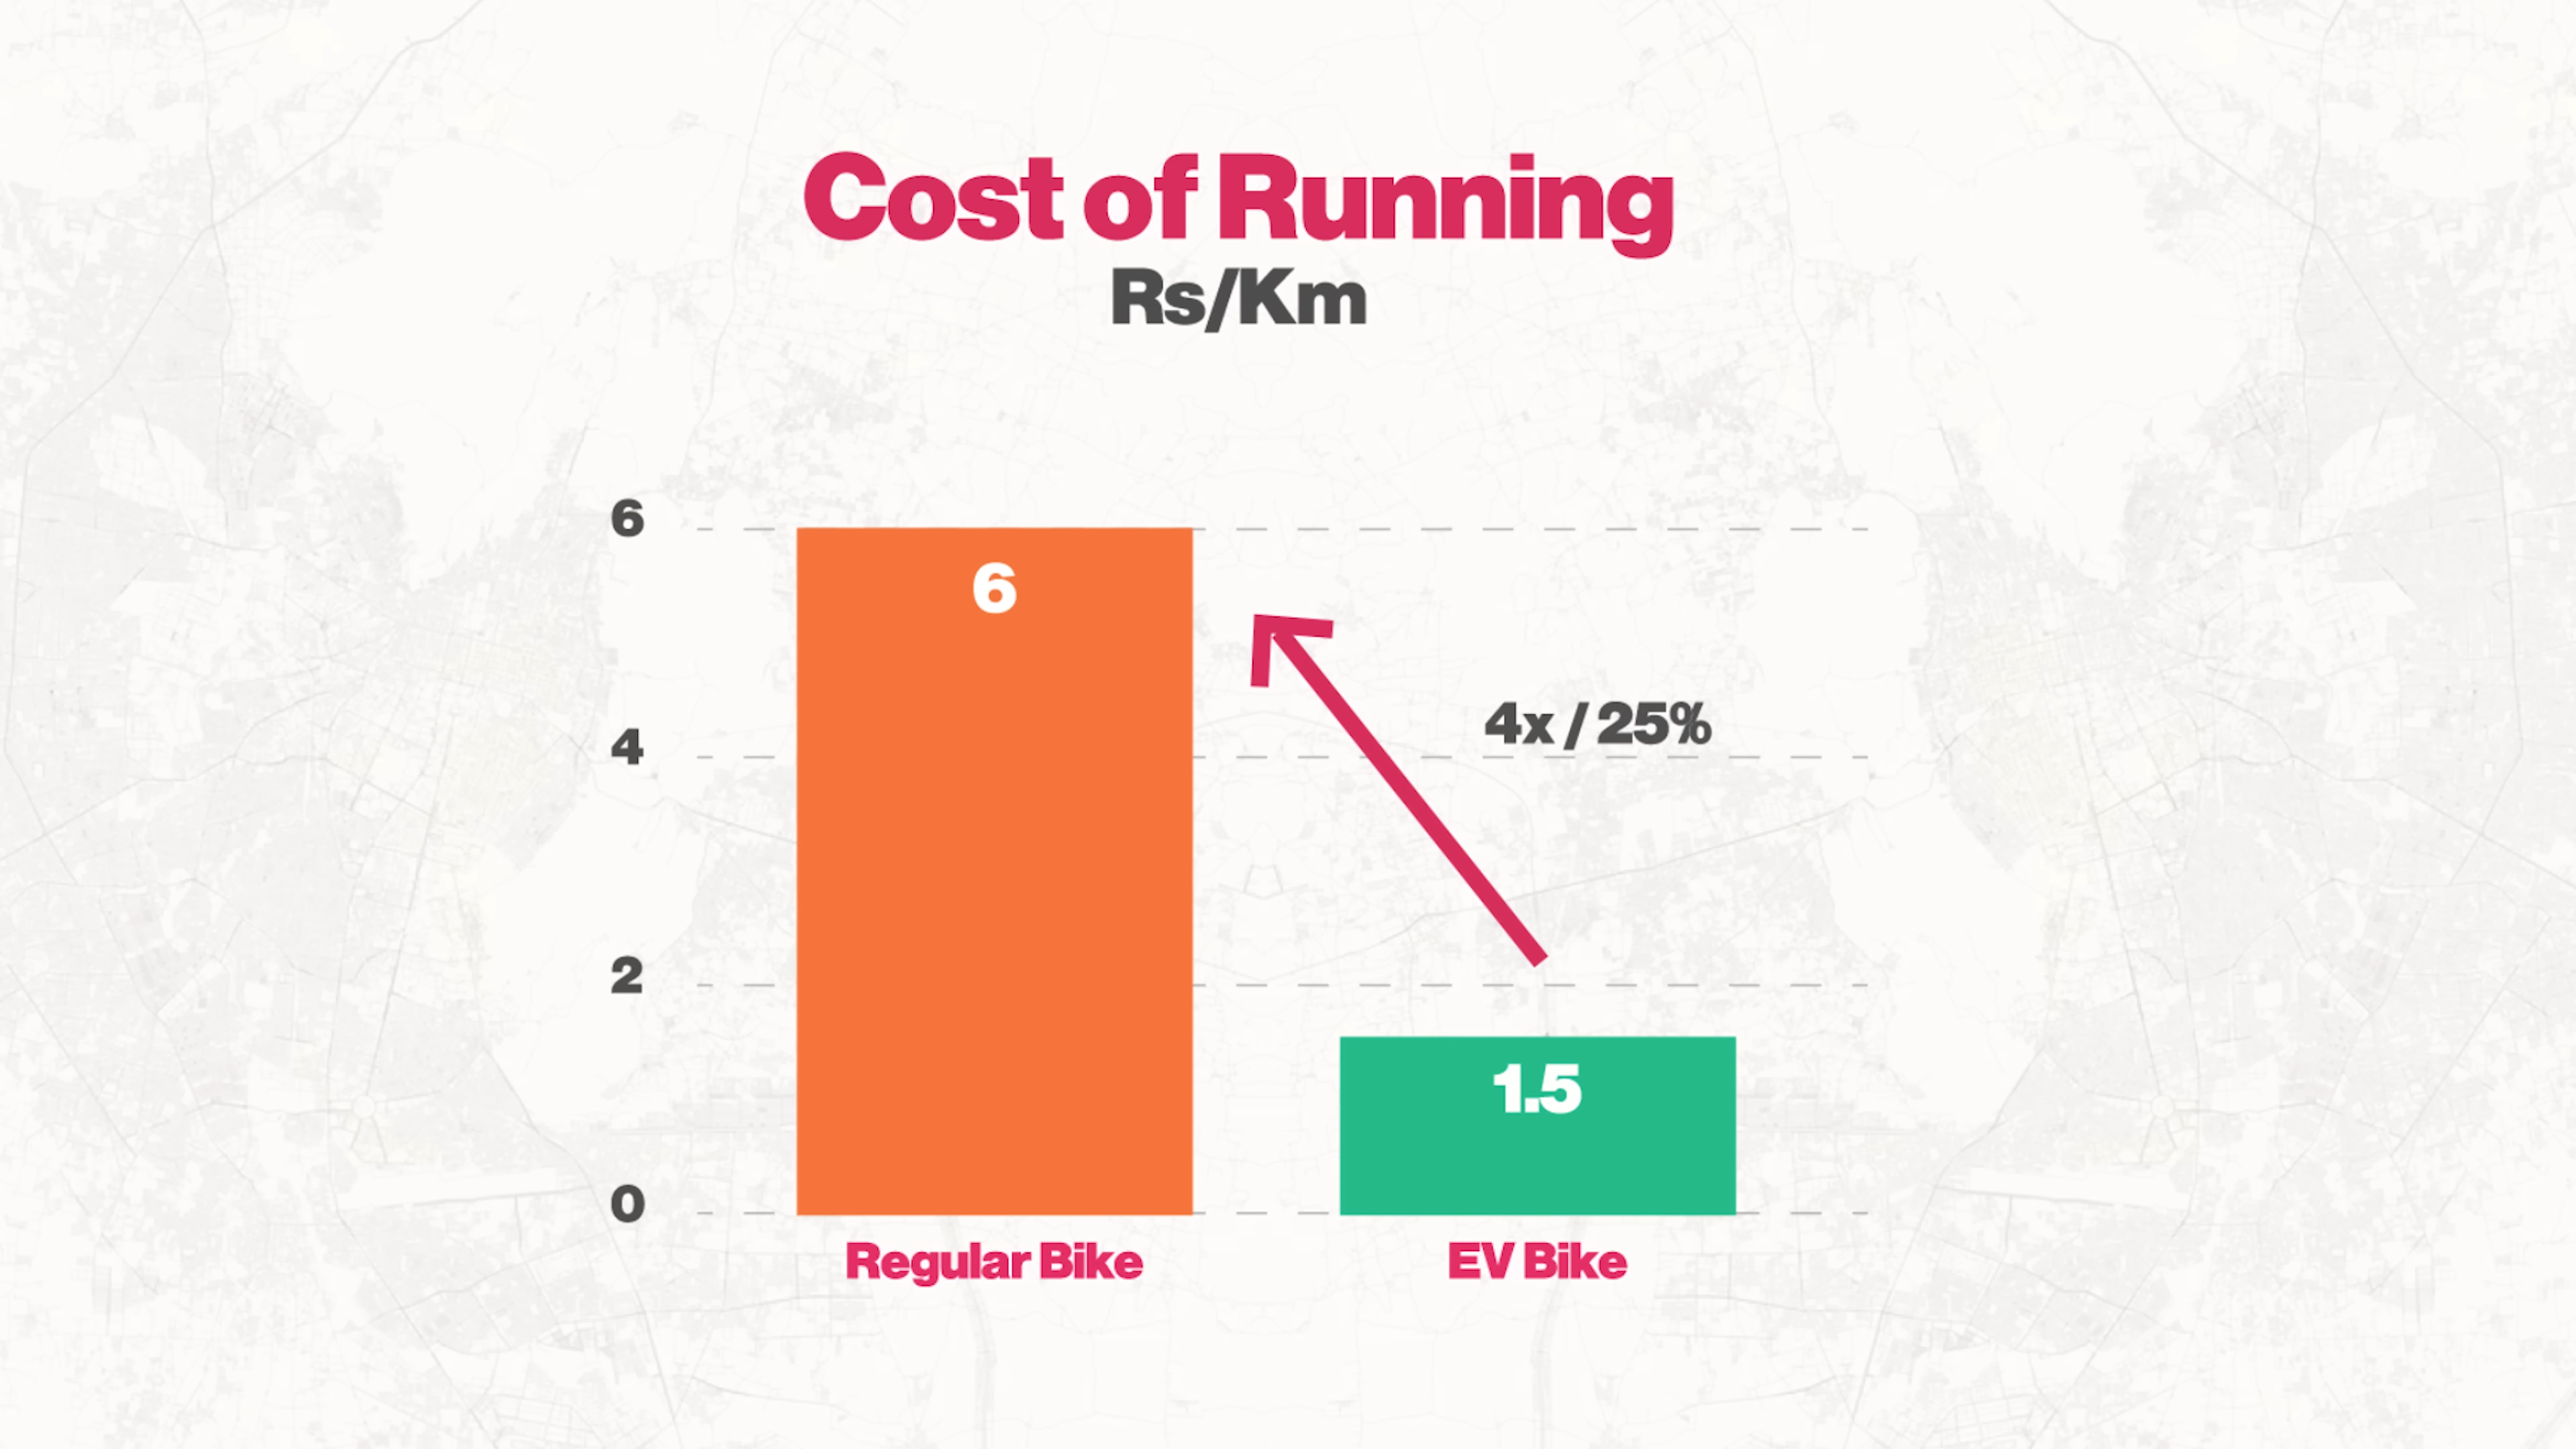 Cost of Running
Rs/Km
6
6
4x / 25%
4
2
1.5
0
Regular Bike
EV Bike